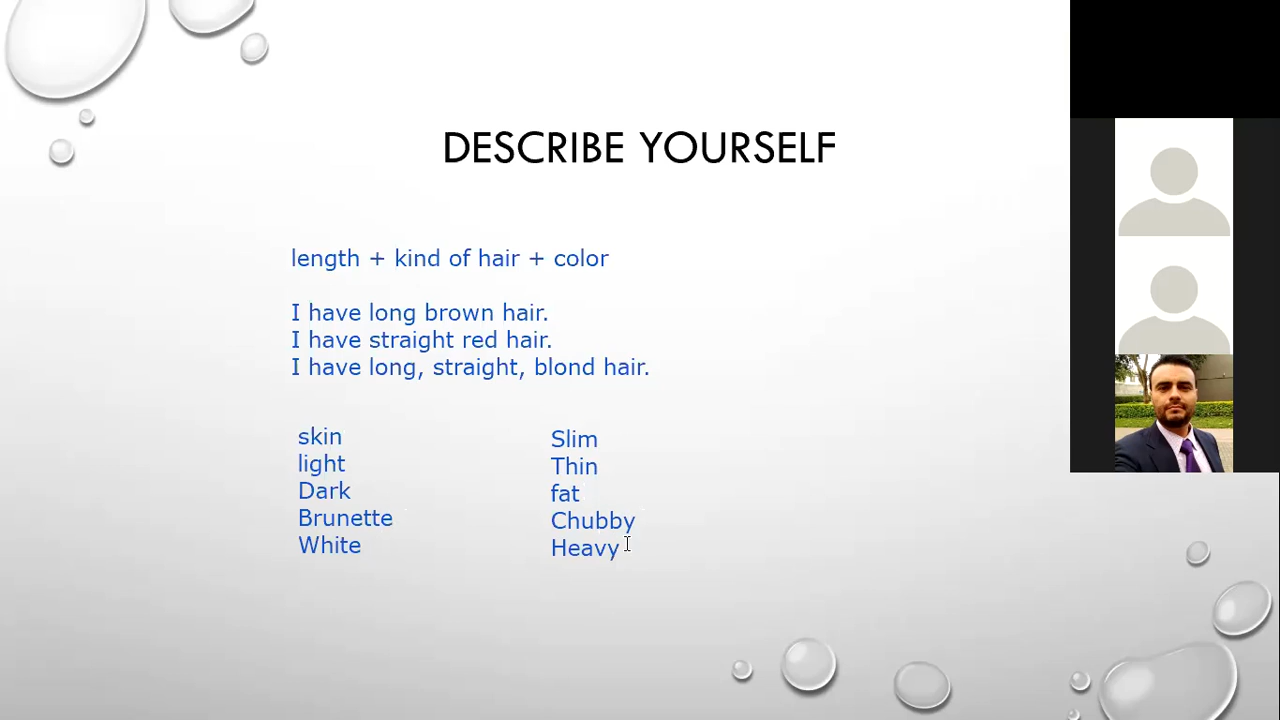 DESCRIBE YOURSELF
length + kind of hair + color
I have long brown hair.
I have straight red hair.
I have long, straight, blond hair.
skin
light
Dark
Brunette
White
Slim
Thin
fat
Chubby
Heavy